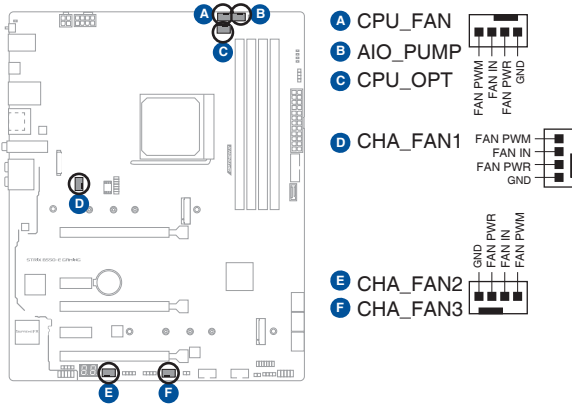 A B
C
D
E F
A CPU_FAN
B AIO_PUMP
C CPU_OPT
FAN PWM
FAN IN
FAN PWR
GND
D CHA_FAN1
FAN PWM
FAN IN
FAN PWR
GND
GND
FAN PWR
FAN IN
FAN PWM
E CHA_FAN2
F CHA_FAN3